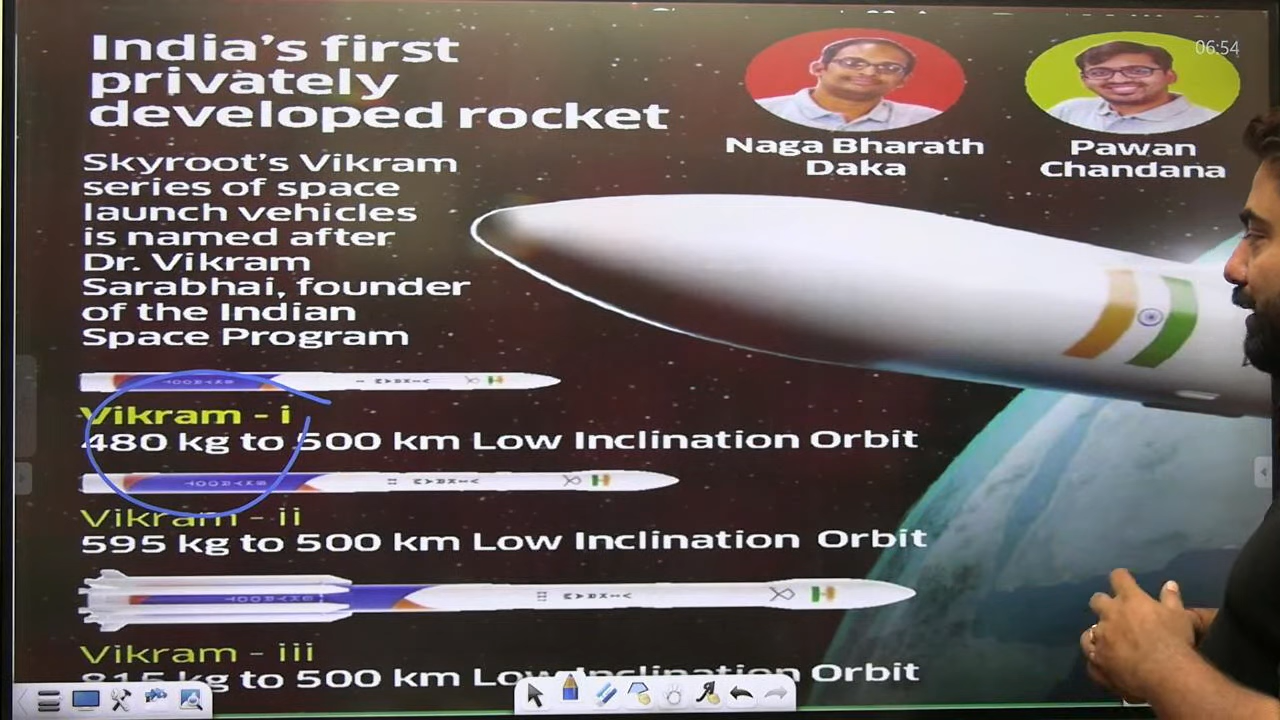 India's first
privately
developed rocket
06:54
Naga Bharath
Daka
Pawan
Chandana
Skyroot's Vikram
series of space
launch vehicles
is named after
Dr. Vikram
Sarabhai, founder
of the Indian
Space Program
Vikram - i
480 kg to 500 km Low Inclination Orbit
Vikram - ii
595 kg to 500 km Low Inclination Orbit
Vikram - iii
815 kg to 500 km Low Inclination Orbit